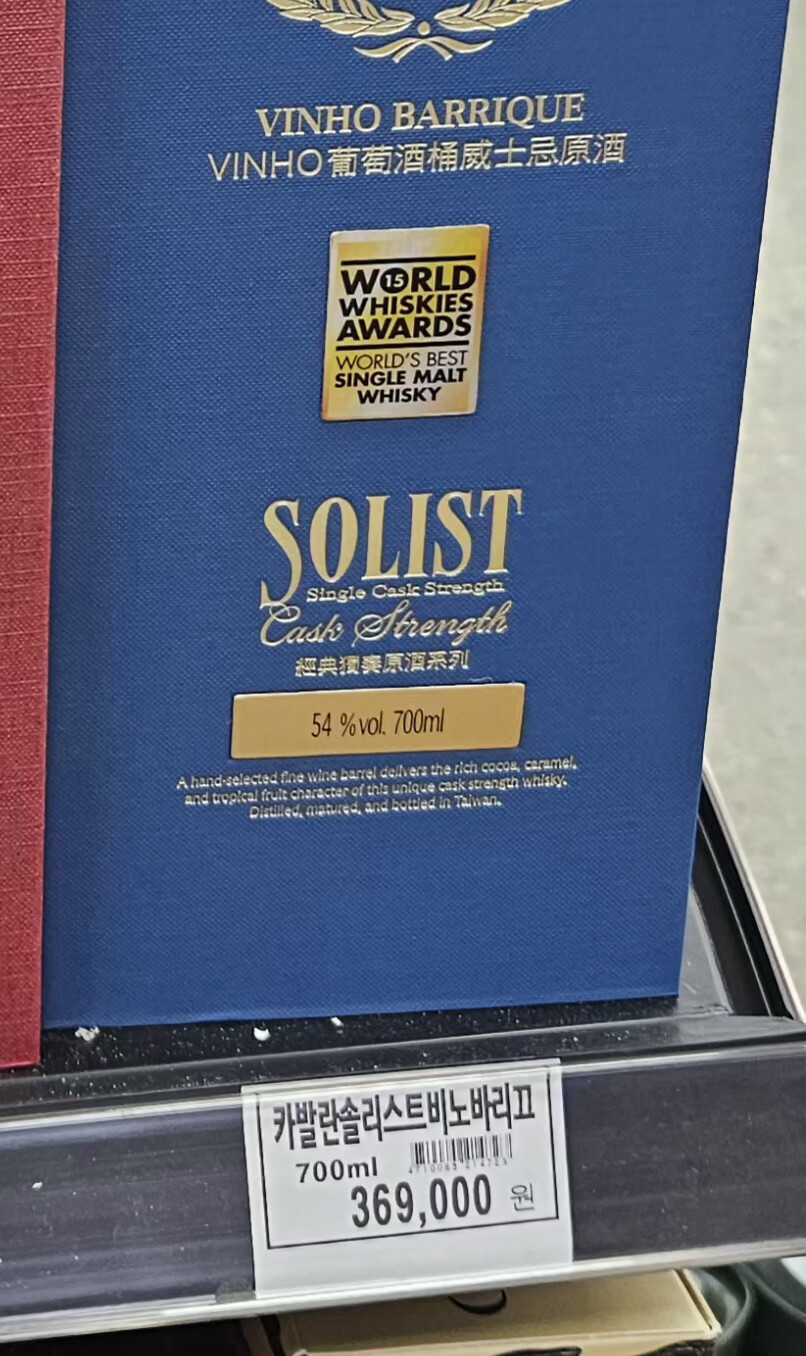 VINHO BARRIQUE
VINHO葡萄酒桶威士忌原酒
W15RLD
WHISKIES
AWARDS
WORLD'S BEST
SINGLE MALT
WHISKY
SOLIST
Single Cask Strength
Cask Strength
經典獨奏原酒系列
54 %vol. 700ml
A hand-selected fine wine barrel delivers the rich cocoa, caramel,
and tropical fruit character of this unique cask strength whisky.
Distilled, matured, and bottled in Taiwan.
카발란솔리스트비노바리끄
700ml
369,000 원